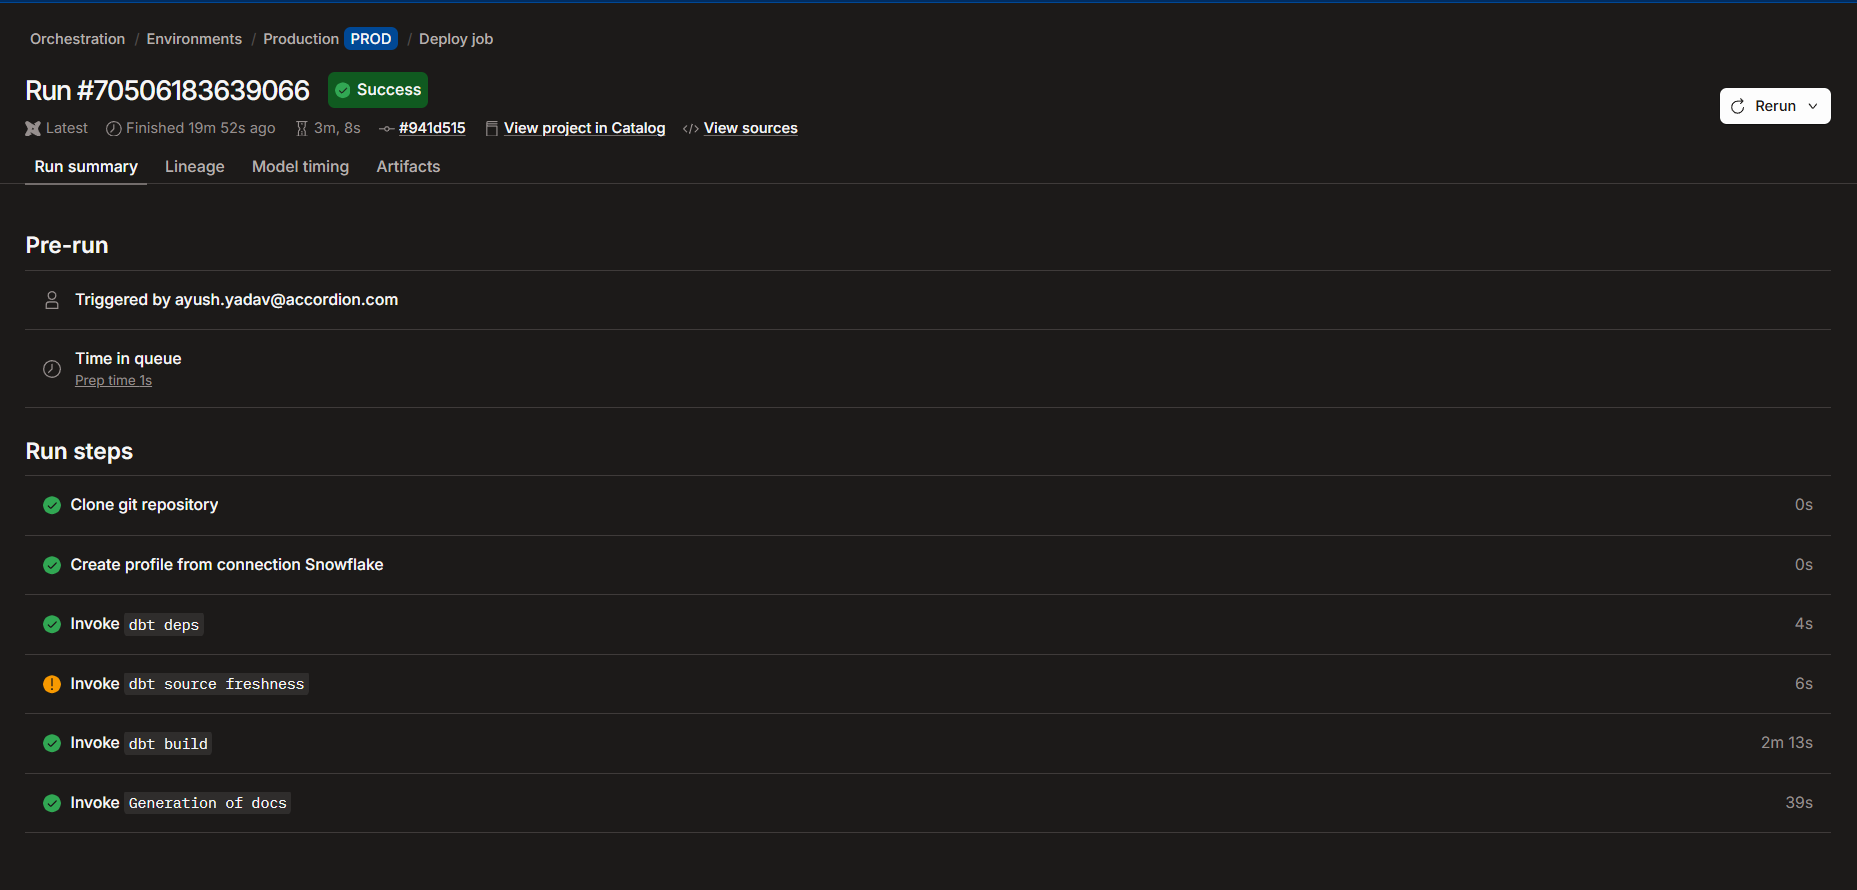 Orchestration / Environments / Production PROD / Deploy job
Run #70506183639066 Success
Rerun
Latest Finished 19m 52s ago 3m, 8s #941d515 View project in Catalog </> View sources
Run summary Lineage Model timing Artifacts
Pre-run
Triggered by ayush.yadav@accordion.com
Time in queue
Prep time 1s
Run steps
Clone git repository 0s
Create profile from connection Snowflake 0s
Invoke dbt deps 4s
Invoke dbt source freshness 6s
Invoke dbt build 2m 13s
Invoke Generation of docs 39s